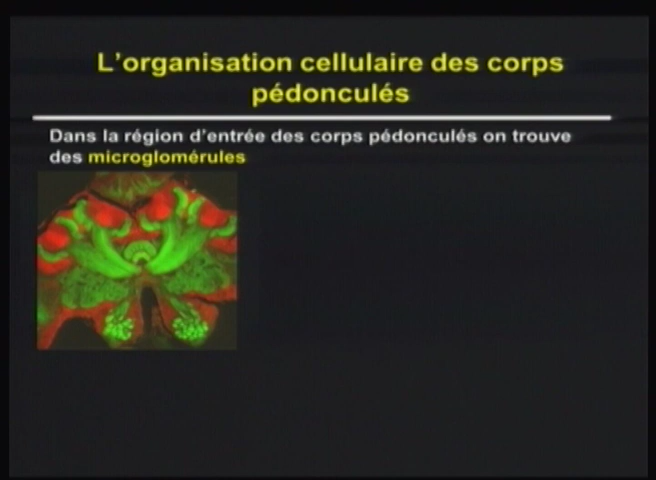 L'organisation cellulaire des corps
pédonculés
Dans la région d'entrée des corps pédonculés on trouve
des microglomérules